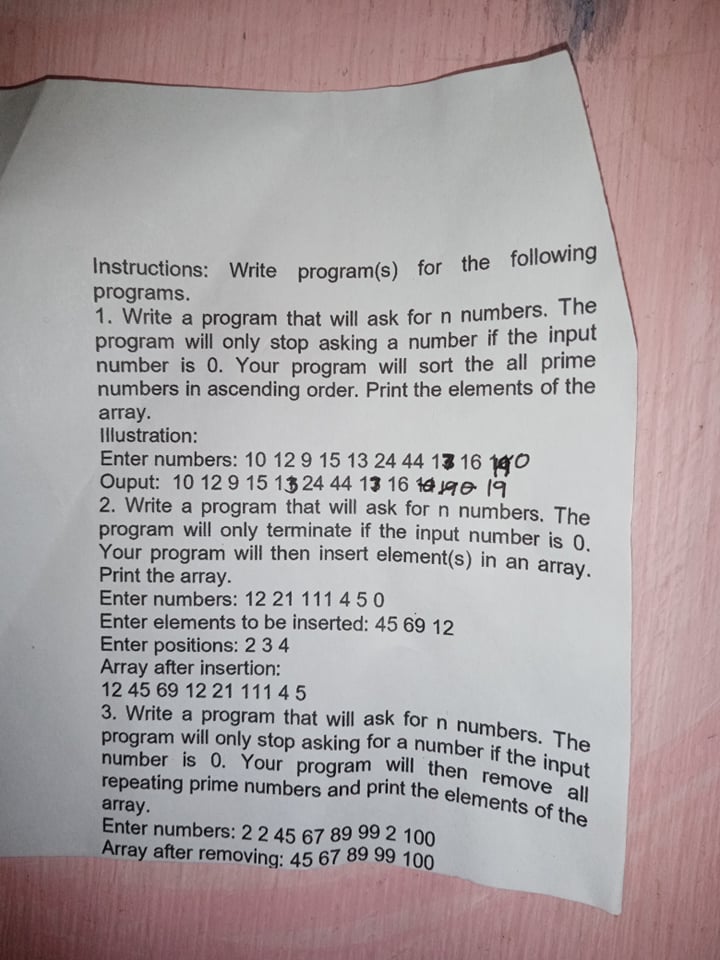 Instructions: Write program(s) for the following
programs.
1. Write a program that will ask for n numbers. The
program will only stop asking a number if the input
number is 0. Your program will sort the all prime
numbers in ascending order. Print the elements of the
array.
Illustration:
Enter numbers: 10 12 9 15 13 24 44 13 16 0
Ouput: 10 12 9 15 13 24 44 13 16 19
2. Write a program that will ask for n numbers. The
program will only terminate if the input number is 0.
Your program will then insert element(s) in an array.
Print the array.
Enter numbers: 12 21 111 4 5 0
Enter elements to be inserted: 45 69 12
Enter positions: 2 3 4
Array after insertion:
12 45 69 12 21 111 4 5
3. Write a program that will ask for n numbers. The
program will only stop asking for a number if the input
number is 0. Your program will then remove all
repeating prime numbers and print the elements of the
array.
Enter numbers: 2 2 45 67 89 99 2 100
Array after removing: 45 67 89 99 100